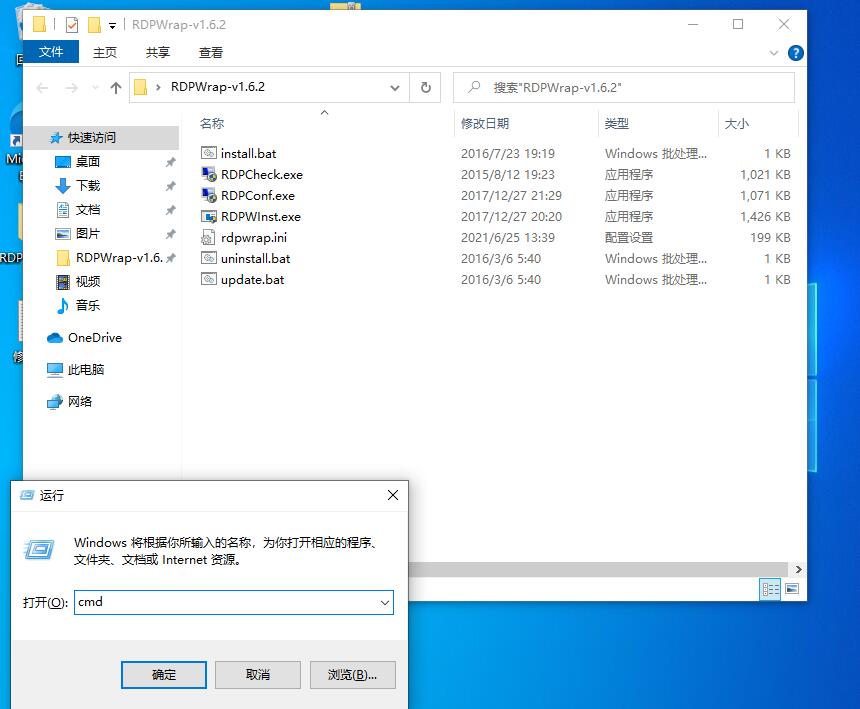 RDPWrap-v1.6.2
文件 主页 共享 查看
RDPWrap-v1.6.2 搜索"RDPWrap-v1.6.2"
名称 修改日期 类型 大小
快速访问
桌面
下载
文档
图片
RDPWrap-v1.6.
视频
音乐
OneDrive
此电脑
网络
install.bat 2016/7/23 19:19 Windows 批处理... 1 KB
RDPCheck.exe 2015/8/12 19:23 应用程序 1,021 KB
RDPConf.exe 2017/12/27 21:29 应用程序 1,071 KB
RDPWInst.exe 2017/12/27 20:20 应用程序 1,426 KB
rdpwrap.ini 2021/6/25 13:39 配置设置 199 KB
uninstall.bat 2016/3/6 5:40 Windows 批处理... 1 KB
update.bat 2016/3/6 5:40 Windows 批处理... 1 KB
Mic
RDP
运行
Windows 将根据你所输入的名称，为你打开相应的程序、
文件夹、文档或 Internet 资源。
打开(O): cmd
确定 取消 浏览(B)...